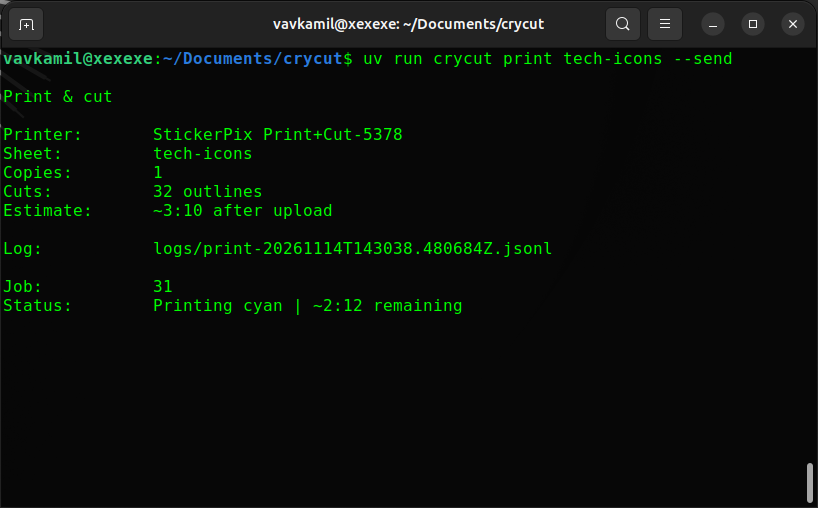 vavkamil@xexexe: ~/Documents/crycut
vavkamil@xexexe:~/Documents/crycut$ uv run crycut print tech-icons --send
Print & cut
Printer: StickerPix Print+Cut-5378
Sheet: tech-icons
Copies: 1
Cuts: 32 outlines
Estimate: ~3:10 after upload
Log: logs/print-20261114T143038.480684Z.jsonl
Job: 31
Status: Printing cyan | ~2:12 remaining